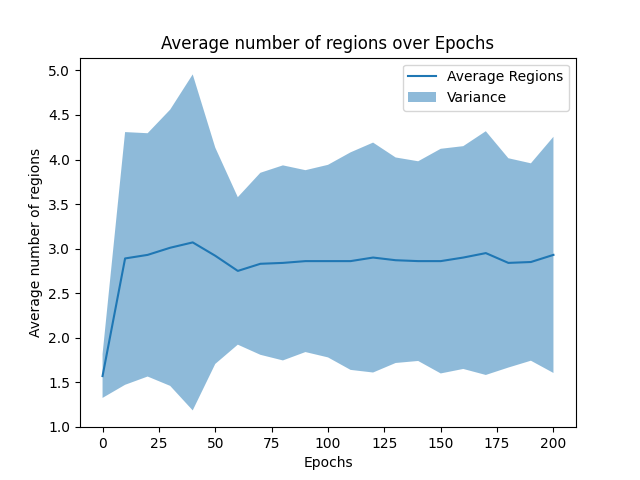 Average number of regions over Epochs
Average number of regions
5.0
4.5
4.0
3.5
3.0
2.5
2.0
1.5
1.0
Average Regions
Variance
0 25 50 75 100 125 150 175 200
Epochs